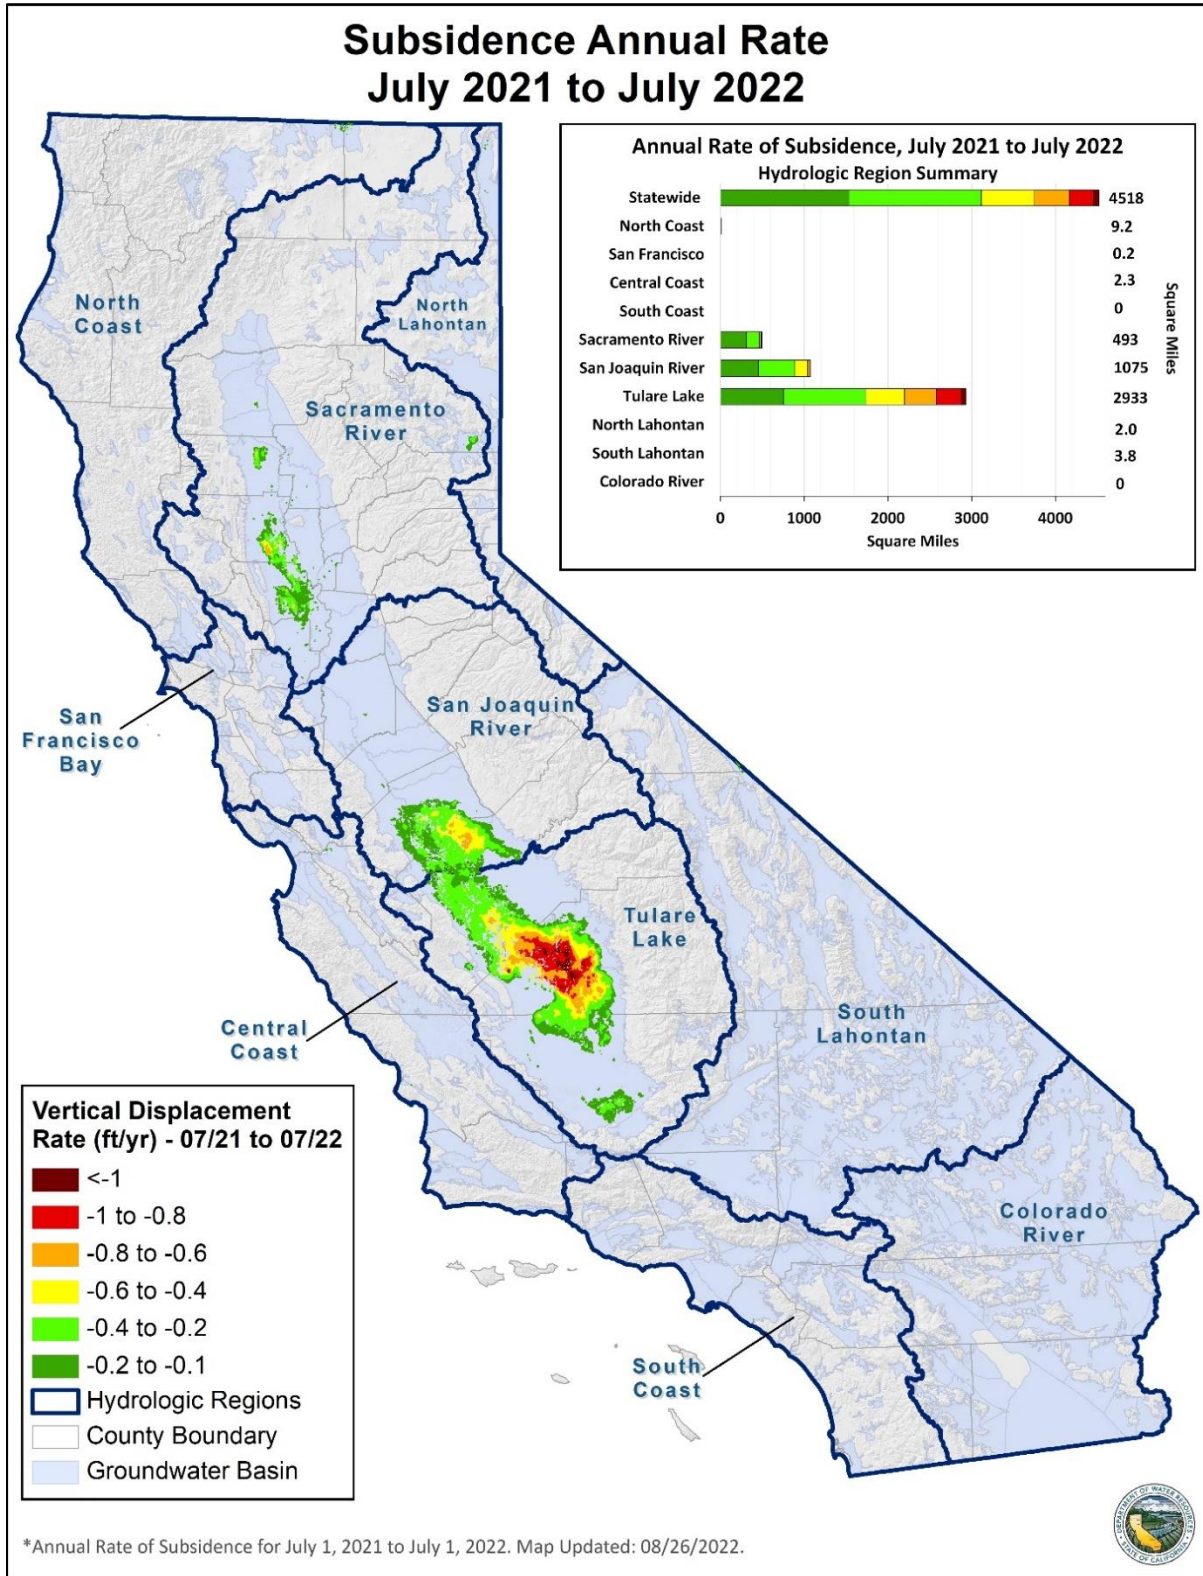 Subsidence Annual Rate
July 2021 to July 2022
Annual Rate of Subsidence, July 2021 to July 2022
Hydrologic Region Summary
Statewide 4518
North Coast 9.2
San Francisco 0.2
Central Coast 2.3
South Coast 0
Sacramento River 493
San Joaquin River 1075
Tulare Lake 2933
North Lahontan 2.0
South Lahontan 3.8
Colorado River 0
Square Miles
0 1000 2000 3000 4000
Square Miles
North
Coast
North
Lahontan
Sacramento
River
San Joaquin
River
San
Francisco
Bay
Tulare
Lake
Central
Coast
South
Lahontan
Colorado
River
South
Coast
Vertical Displacement
Rate (ft/yr) - 07/21 to 07/22
<-1
-1 to -0.8
-0.8 to -0.6
-0.6 to -0.4
-0.4 to -0.2
-0.2 to -0.1
Hydrologic Regions
County Boundary
Groundwater Basin
DEPARTMENT OF WATER RESOURCES
STATE OF CALIFORNIA
*Annual Rate of Subsidence for July 1, 2021 to July 1, 2022. Map Updated: 08/26/2022.